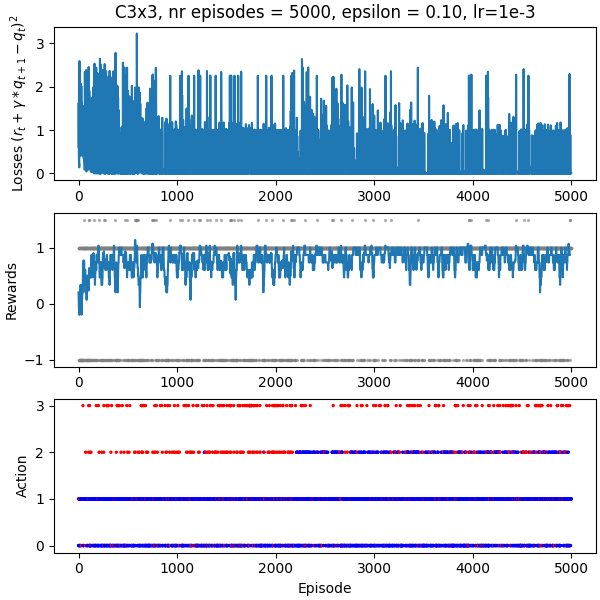 C3x3, nr episodes = 5000, epsilon = 0.10, lr=1e-3
Losses $(r_t + \gamma * q_{t+1} - q_t)^2$
3
2
1
0
0 1000 2000 3000 4000 5000
Rewards
1
0
−1
0 1000 2000 3000 4000 5000
Action
3
2
1
0
0 1000 2000 3000 4000 5000
Episode